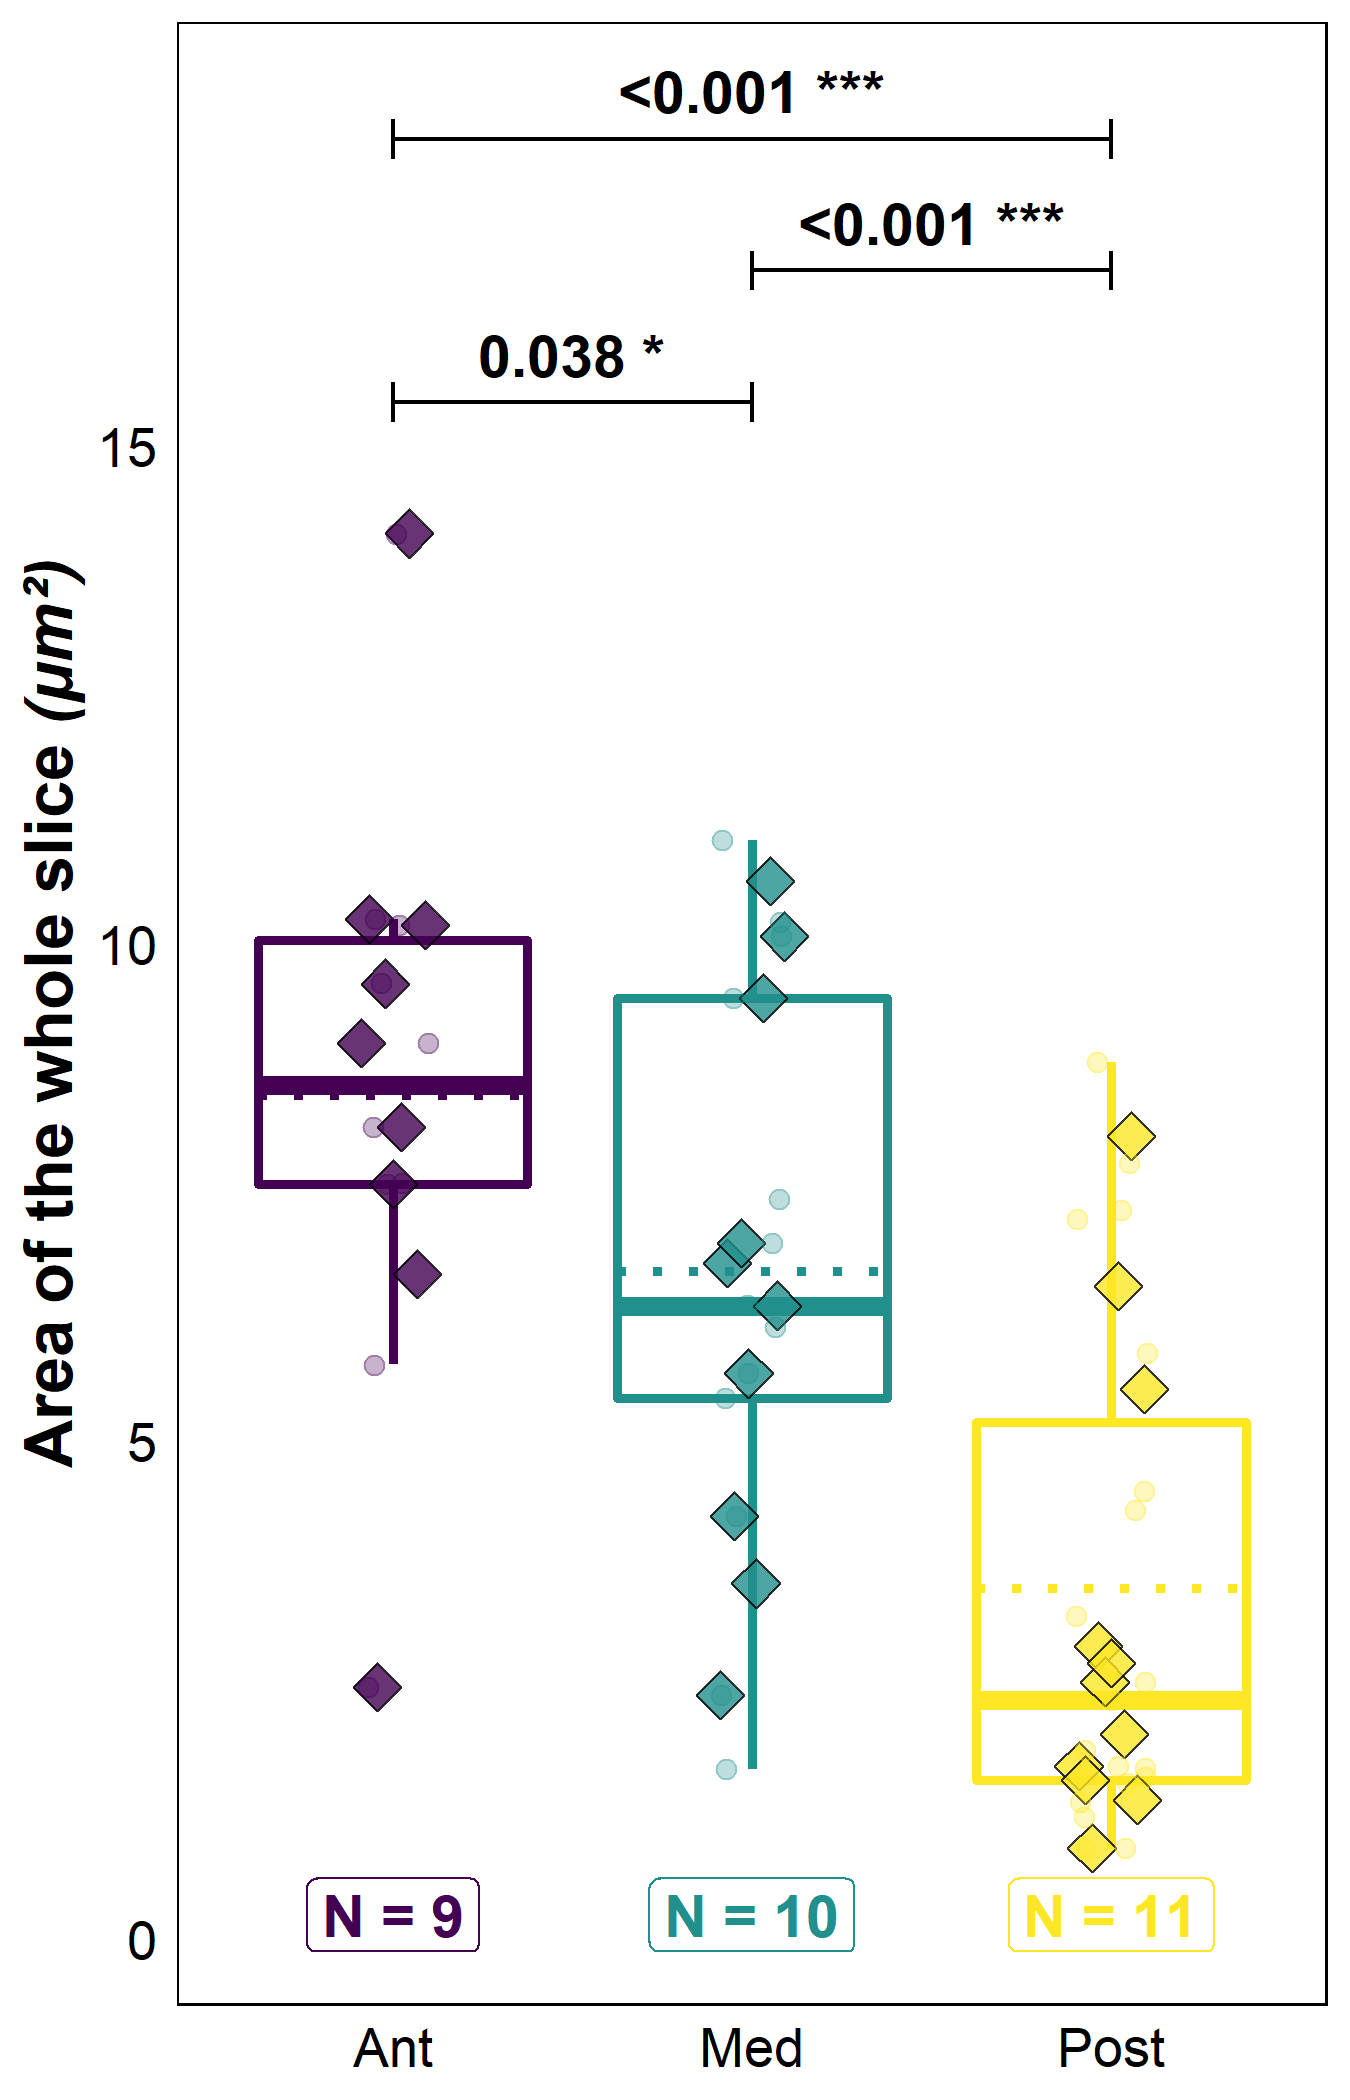 <0.001 ***
<0.001 ***
0.038 *
15
10
5
0
Area of the whole slice (µm²)
N = 9
N = 10
N = 11
Ant
Med
Post